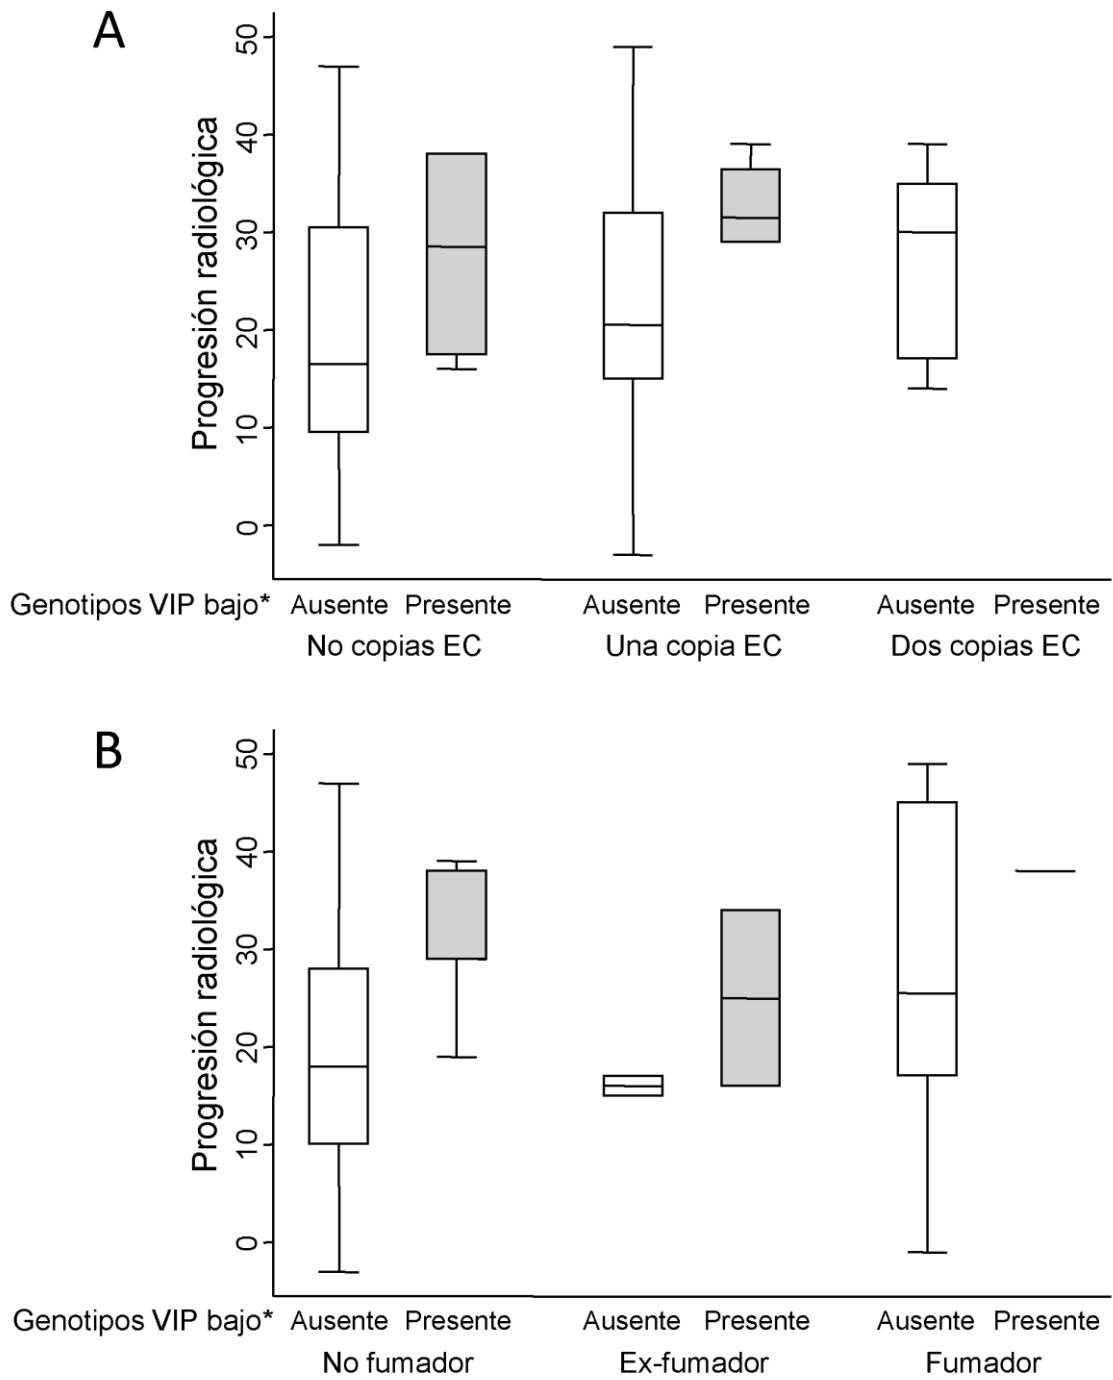 A
50
40
30
20
10
0
Progresión radiológica
Genotipos VIP bajo* Ausente Presente Ausente Presente Ausente Presente
No copias EC Una copia EC Dos copias EC
B
50
40
30
20
10
0
Progresión radiológica
Genotipos VIP bajo* Ausente Presente Ausente Presente Ausente Presente
No fumador Ex-fumador Fumador